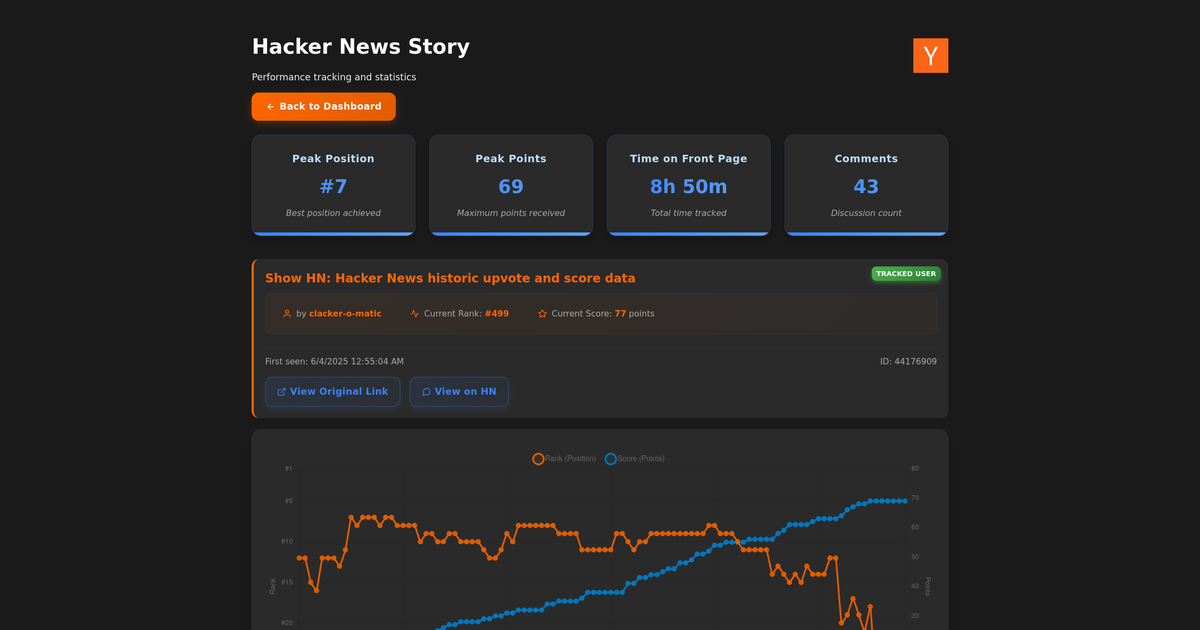 Hacker News Story
Y
Performance tracking and statistics
← Back to Dashboard
Peak Position
#7
Best position achieved
Peak Points
69
Maximum points received
Time on Front Page
8h 50m
Total time tracked
Comments
43
Discussion count
Show HN: Hacker News historic upvote and score data
TRACKED USER
by clacker-o-matic
Current Rank: #499
Current Score: 77 points
First seen: 6/4/2025 12:55:04 AM
ID: 44176909
View Original Link
View on HN
Rank (Position)
Score (Points)
#1
#5
#10
#15
#20
Rank
80
70
60
50
40
30
Points